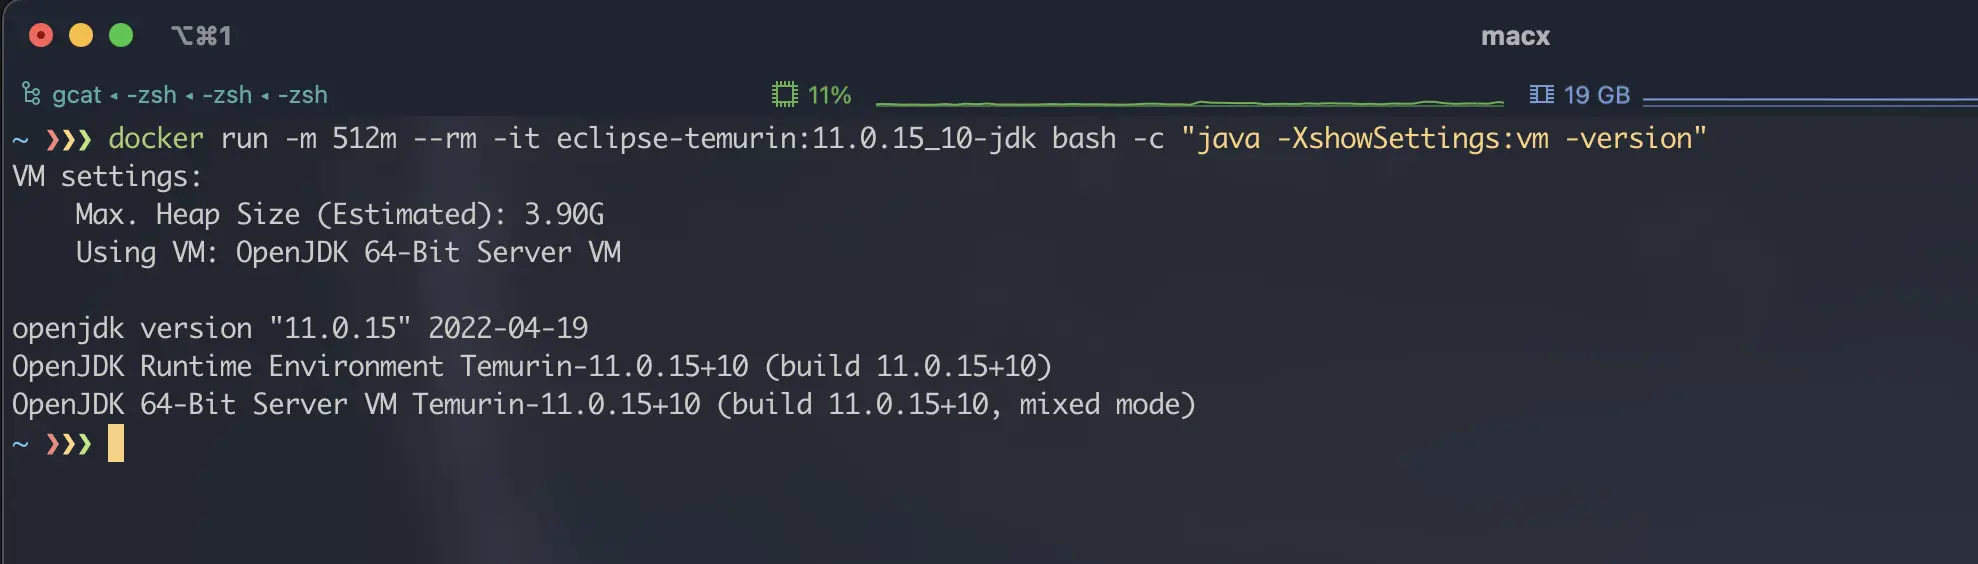 ⌥⌘1
macx
gcat ◂ -zsh ◂ -zsh ◂ -zsh
11%
19 GB
~ ❯❯❯ docker run -m 512m --rm -it eclipse-temurin:11.0.15_10-jdk bash -c "java -XshowSettings:vm -version"
VM settings:
    Max. Heap Size (Estimated): 3.90G
    Using VM: OpenJDK 64-Bit Server VM
openjdk version "11.0.15" 2022-04-19
OpenJDK Runtime Environment Temurin-11.0.15+10 (build 11.0.15+10)
OpenJDK 64-Bit Server VM Temurin-11.0.15+10 (build 11.0.15+10, mixed mode)
~ ❯❯❯